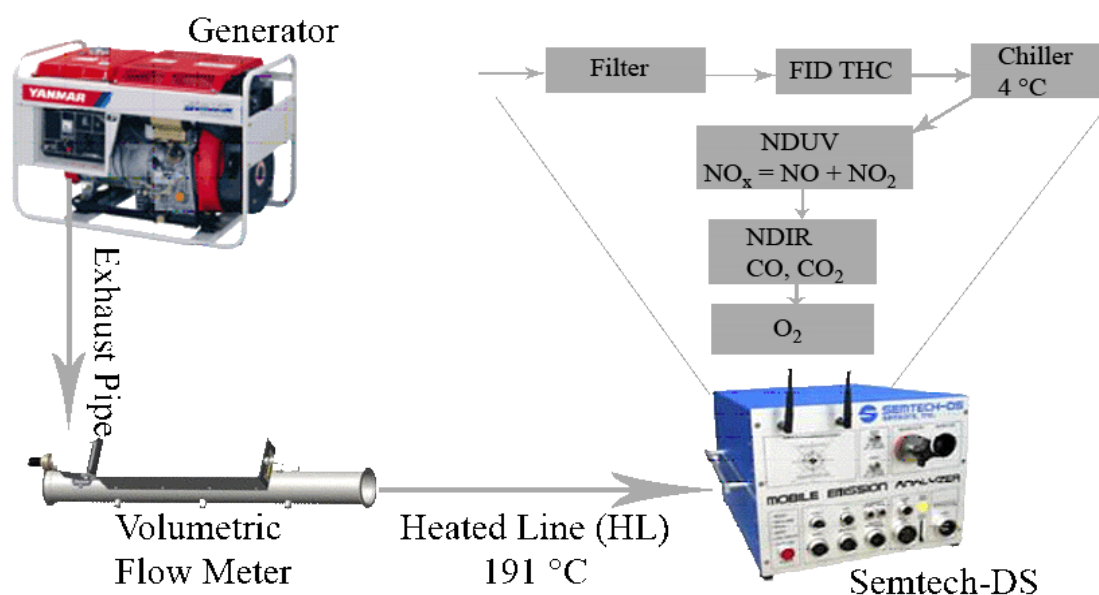 Generator
YANMAR
Filter
FID THC
Chiller
4 °C
NDUV
NOx = NO + NO2
NDIR
CO, CO2
O2
Exhaust Pipe
SEMTECH-DS
MOBILE EMISSION ANALYZER
Volumetric
Flow Meter
Heated Line (HL)
191 °C
Semtech-DS